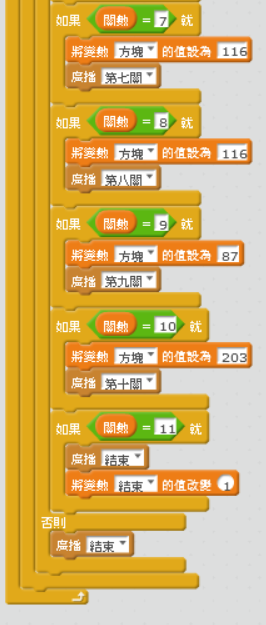 如果 關數 = 7 就
將變數 方塊 的值設為 116
廣播 第七關
如果 關數 = 8 就
將變數 方塊 的值設為 116
廣播 第八關
如果 關數 = 9 就
將變數 方塊 的值設為 87
廣播 第九關
如果 關數 = 10 就
將變數 方塊 的值設為 203
廣播 第十關
如果 關數 = 11 就
廣播 結束
將變數 結束 的值改變 1
否則
廣播 結束